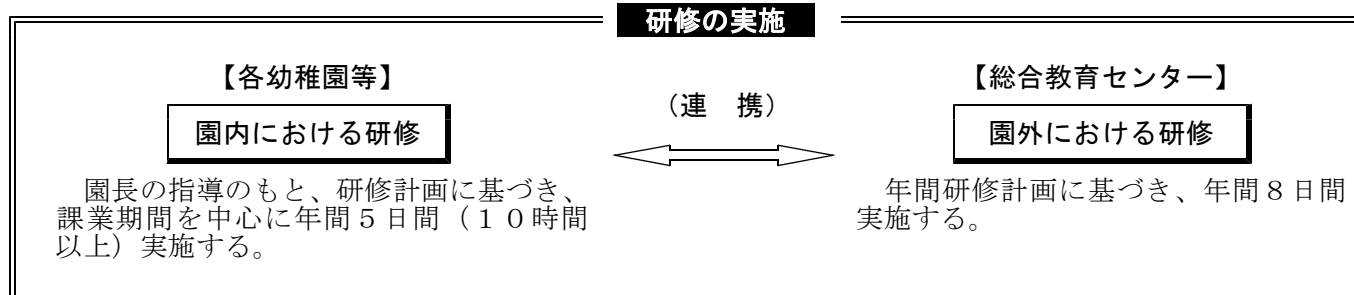 研修の実施
【各幼稚園等】
園内における研修
園長の指導のもと、研修計画に基づき、
課業期間を中心に年間５日間（１０時間
以上）実施する。
（連　携）
【総合教育センター】
園外における研修
年間研修計画に基づき、年間８日間
実施する。